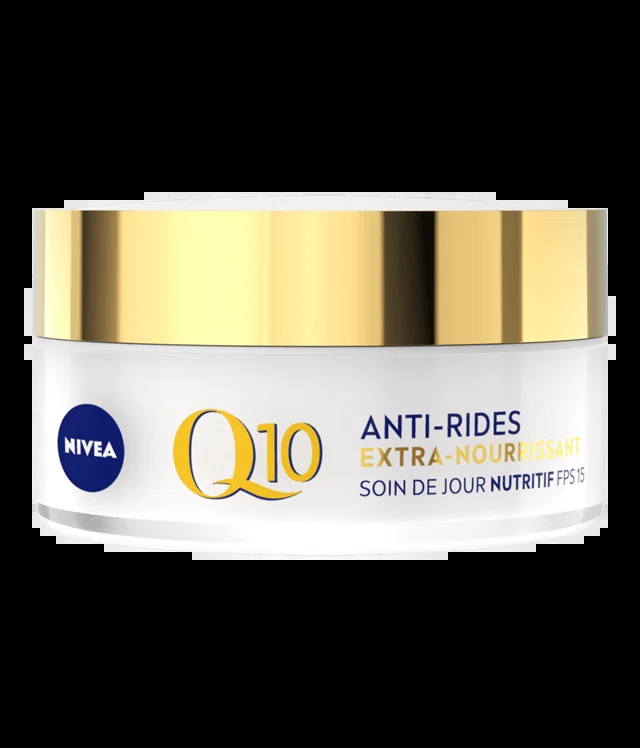 NIVEA
Q10
ANTI-RIDES
EXTRA-NOURRISSANT
SOIN DE JOUR NUTRITIF FPS 15